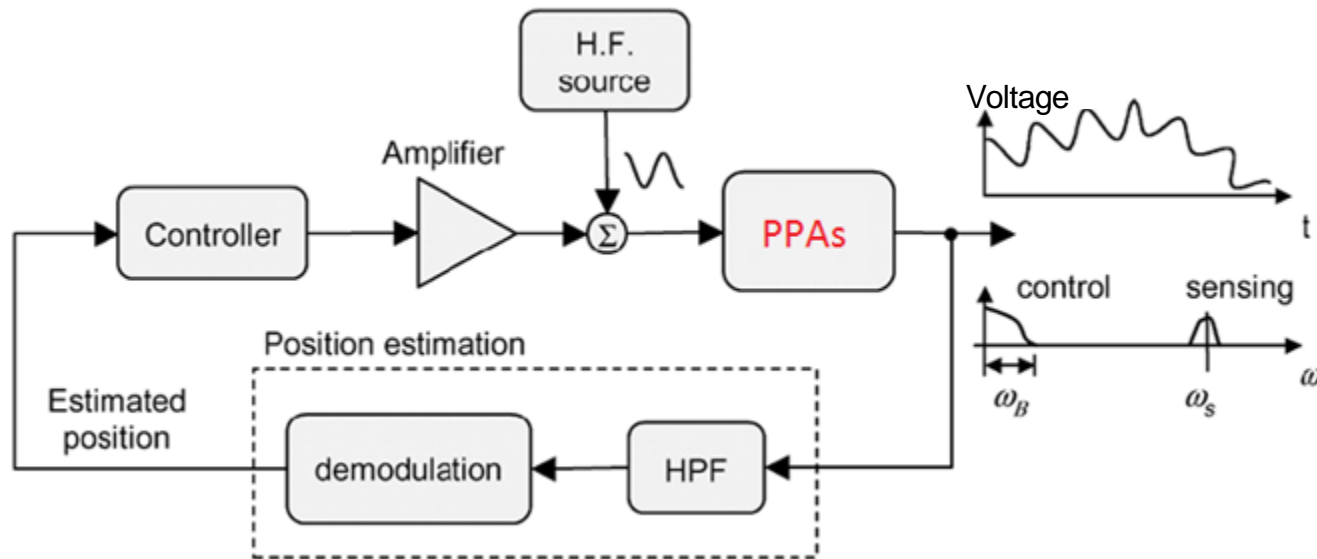 H.F.
source
Voltage
Amplifier
Controller
Σ
PPAs
t
control
sensing
Position estimation
ω_B
ω_s
ω
Estimated
position
demodulation
HPF